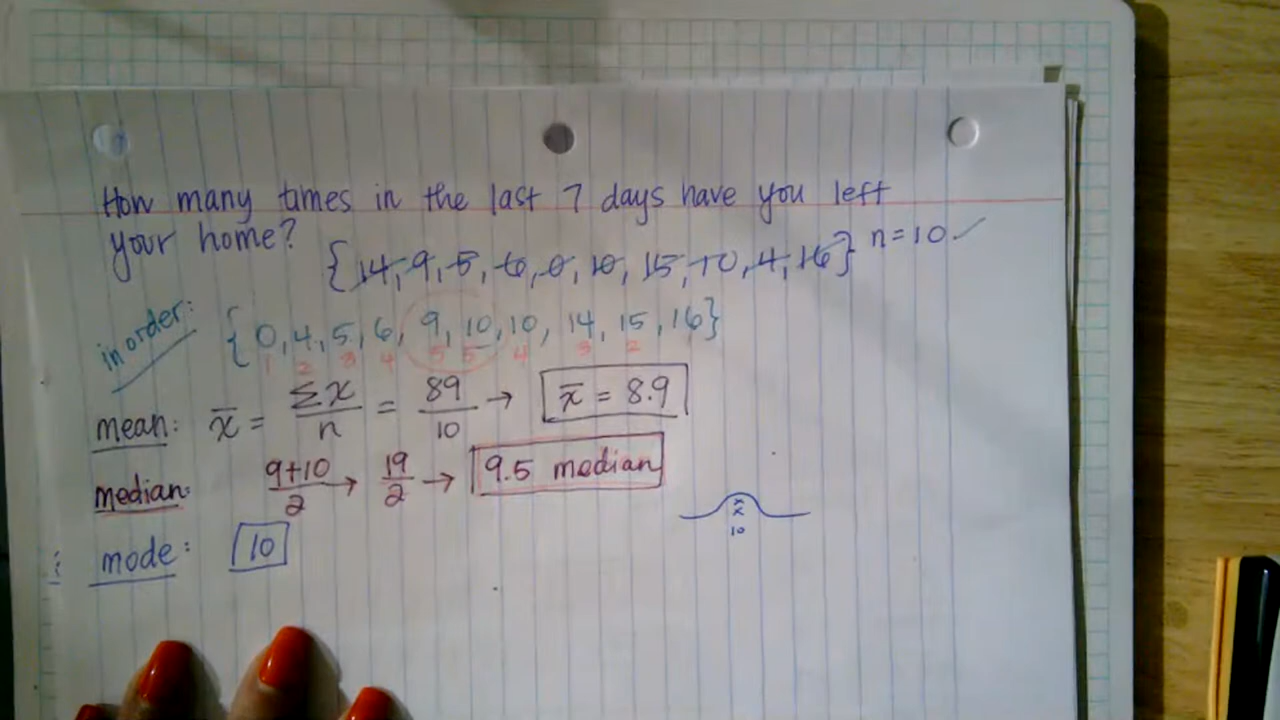 How many times in the last 7 days have you left
your home?
{14, 9, 5, 6, 0, 10, 15, 10, 4, 16} n=10 ✓
in order: {0, 4, 5, 6, 9, 10, 10, 14, 15, 16}
1 2 3 4 5 5 4 3 2
mean: x̄ = Σx/n = 89/10 → x̄ = 8.9
median: 9+10/2 → 19/2 → 9.5 median
x
x
10
mode: 10